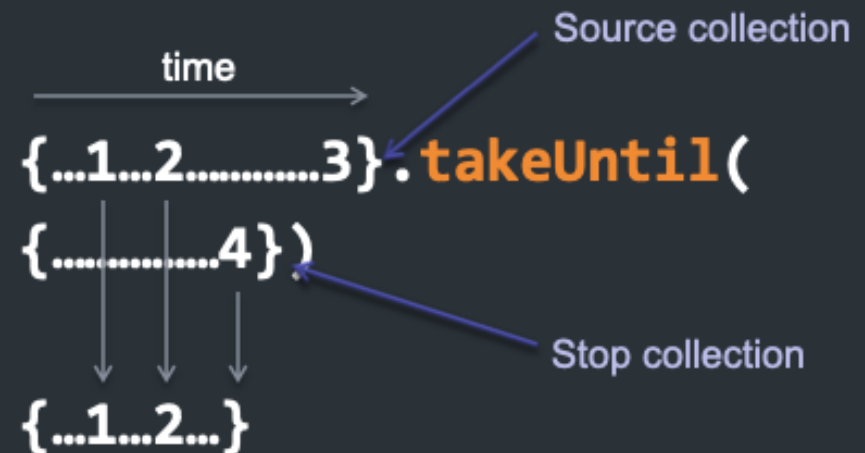 Source collection
time
{...1...2............3}.takeUntil(
{...............4})
Stop collection
{...1...2...}